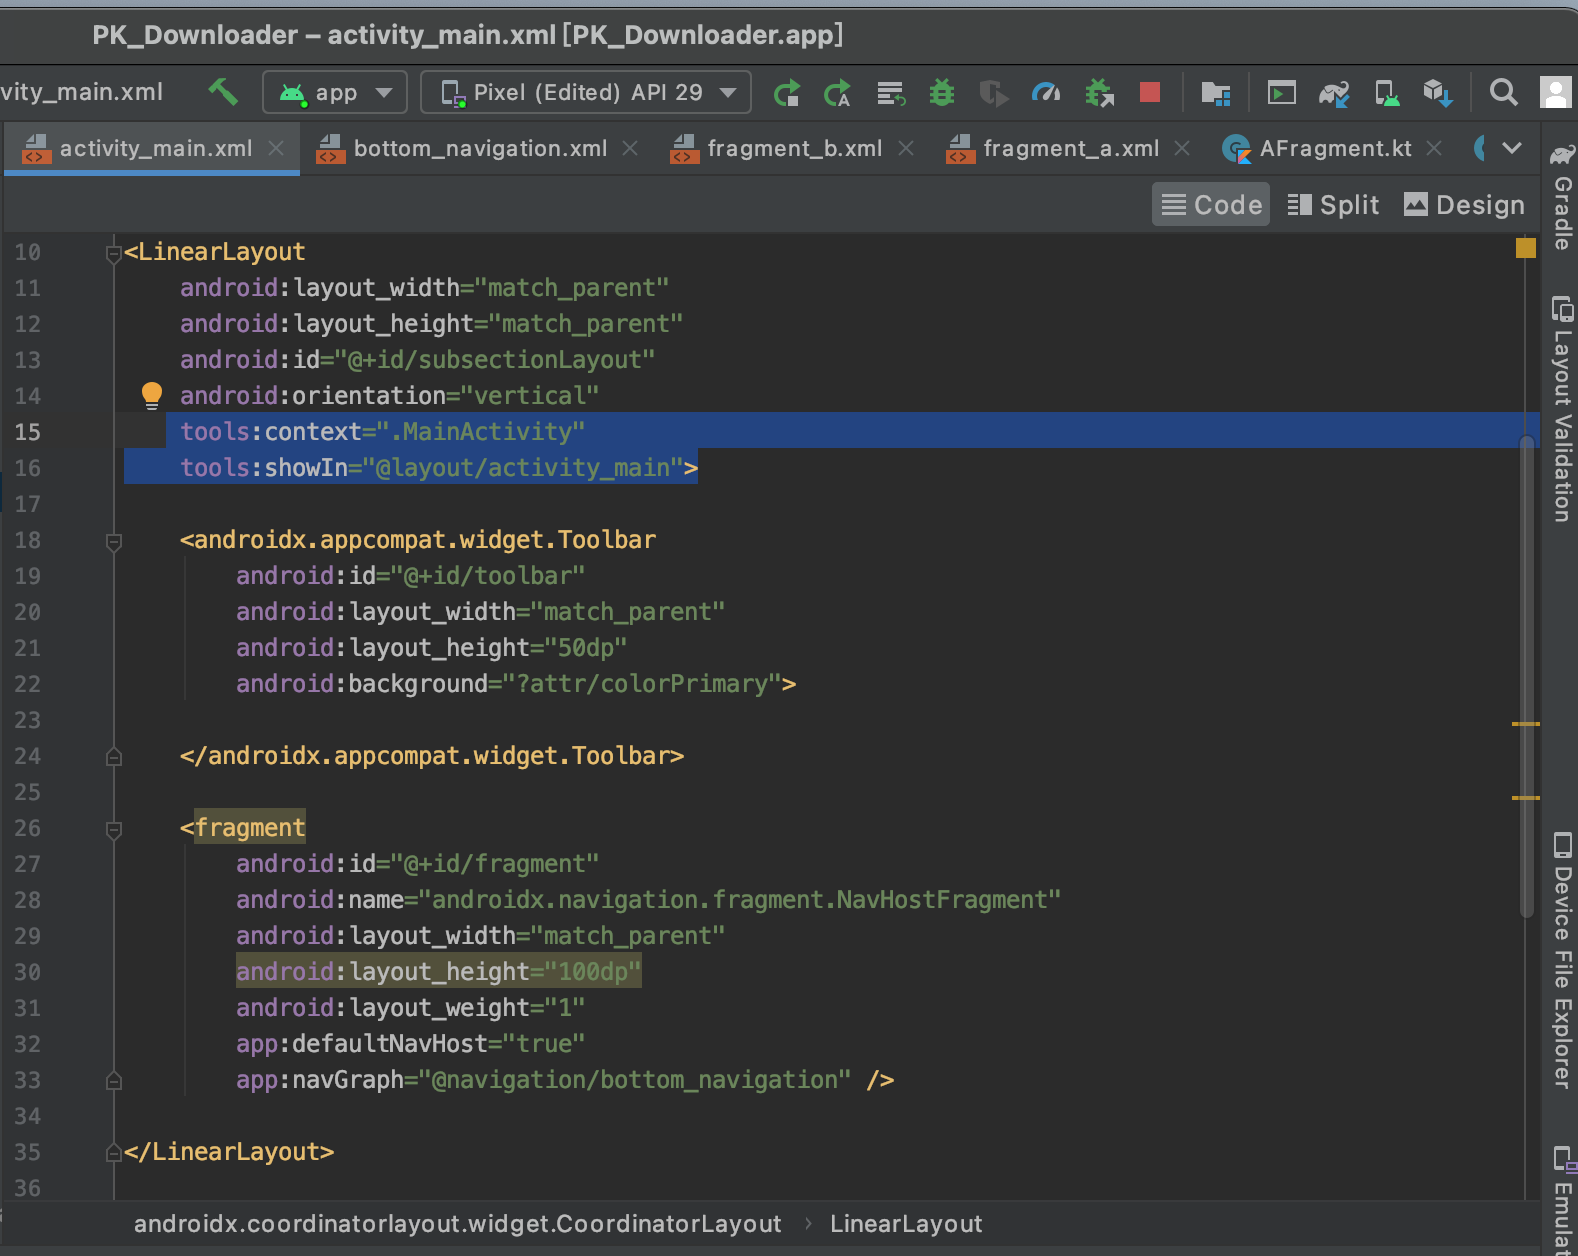 PK_Downloader – activity_main.xml [PK_Downloader.app]
vity_main.xml app Pixel (Edited) API 29
activity_main.xml bottom_navigation.xml fragment_b.xml fragment_a.xml AFragment.kt
Code Split Design
10 <LinearLayout
11 android:layout_width="match_parent"
12 android:layout_height="match_parent"
13 android:id="@+id/subsectionLayout"
14 android:orientation="vertical"
15 tools:context=".MainActivity"
16 tools:showIn="@layout/activity_main">
17
18 <androidx.appcompat.widget.Toolbar
19 android:id="@+id/toolbar"
20 android:layout_width="match_parent"
21 android:layout_height="50dp"
22 android:background="?attr/colorPrimary">
23
24 </androidx.appcompat.widget.Toolbar>
25
26 <fragment
27 android:id="@+id/fragment"
28 android:name="androidx.navigation.fragment.NavHostFragment"
29 android:layout_width="match_parent"
30 android:layout_height="100dp"
31 android:layout_weight="1"
32 app:defaultNavHost="true"
33 app:navGraph="@navigation/bottom_navigation" />
34
35 </LinearLayout>
36
androidx.coordinatorlayout.widget.CoordinatorLayout › LinearLayout
Gradle
Layout Validation
Device File Explorer
Emulat